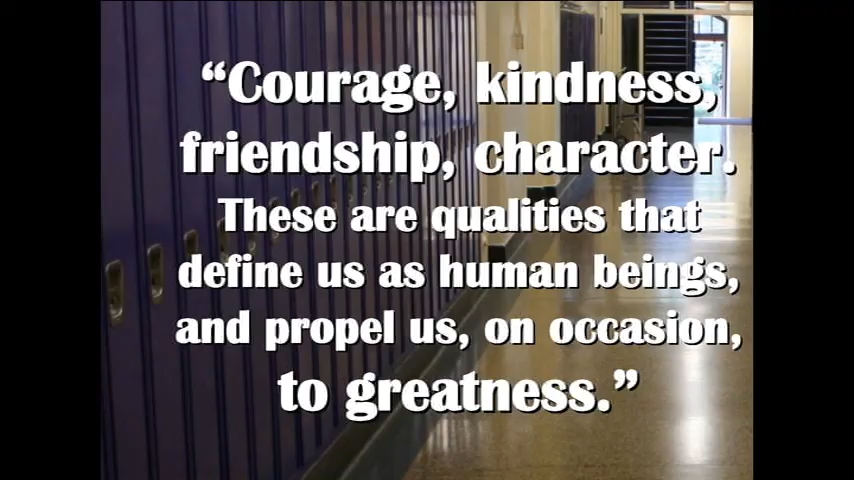 “Courage, kindness,
friendship, character.
These are qualities that
define us as human beings,
and propel us, on occasion,
to greatness.”